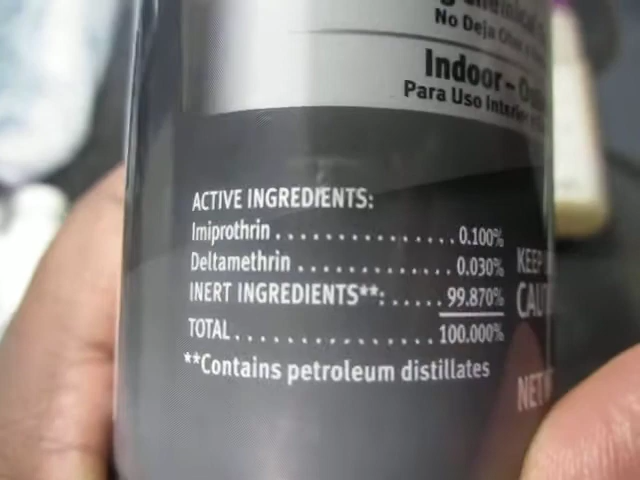 No Deja
Indoor –
Para Uso
ACTIVE INGREDIENTS:
Imiprothrin . . . . . . . . . . . . . . . . . . . . 0.100%
Deltamethrin . . . . . . . . . . . . . . . . . . 0.030%
INERT INGREDIENTS**: . . . . . 99.870%
TOTAL. . . . . . . . . . . . . . . . . . . . . . . 100.000%
**Contains petroleum distillates
KEEP